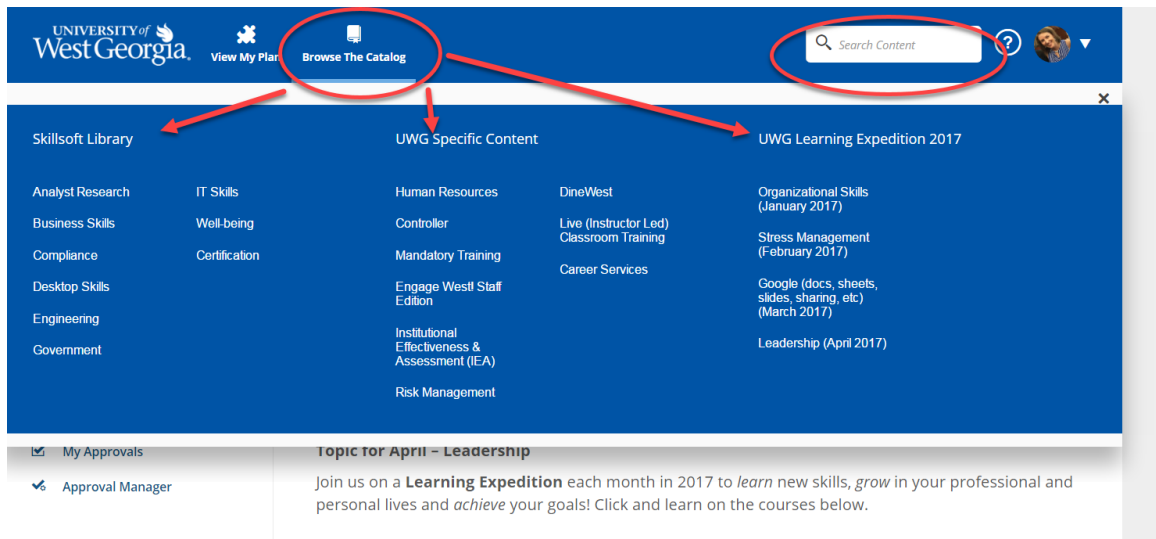 UNIVERSITY of
West Georgia.
View My Plan
Browse The Catalog
Search Content
?
Skillsoft Library
Analyst Research
Business Skills
Compliance
Desktop Skills
Engineering
Government
IT Skills
Well-being
Certification
UWG Specific Content
Human Resources
Controller
Mandatory Training
Engage West! Staff
Edition
Institutional
Effectiveness &
Assessment (IEA)
Risk Management
DineWest
Live (Instructor Led)
Classroom Training
Career Services
UWG Learning Expedition 2017
Organizational Skills
(January 2017)
Stress Management
(February 2017)
Google (docs, sheets,
slides, sharing, etc)
(March 2017)
Leadership (April 2017)
My Approvals
Approval Manager
Topic for April – Leadership
Join us on a Learning Expedition each month in 2017 to learn new skills, grow in your professional and
personal lives and achieve your goals! Click and learn on the courses below.